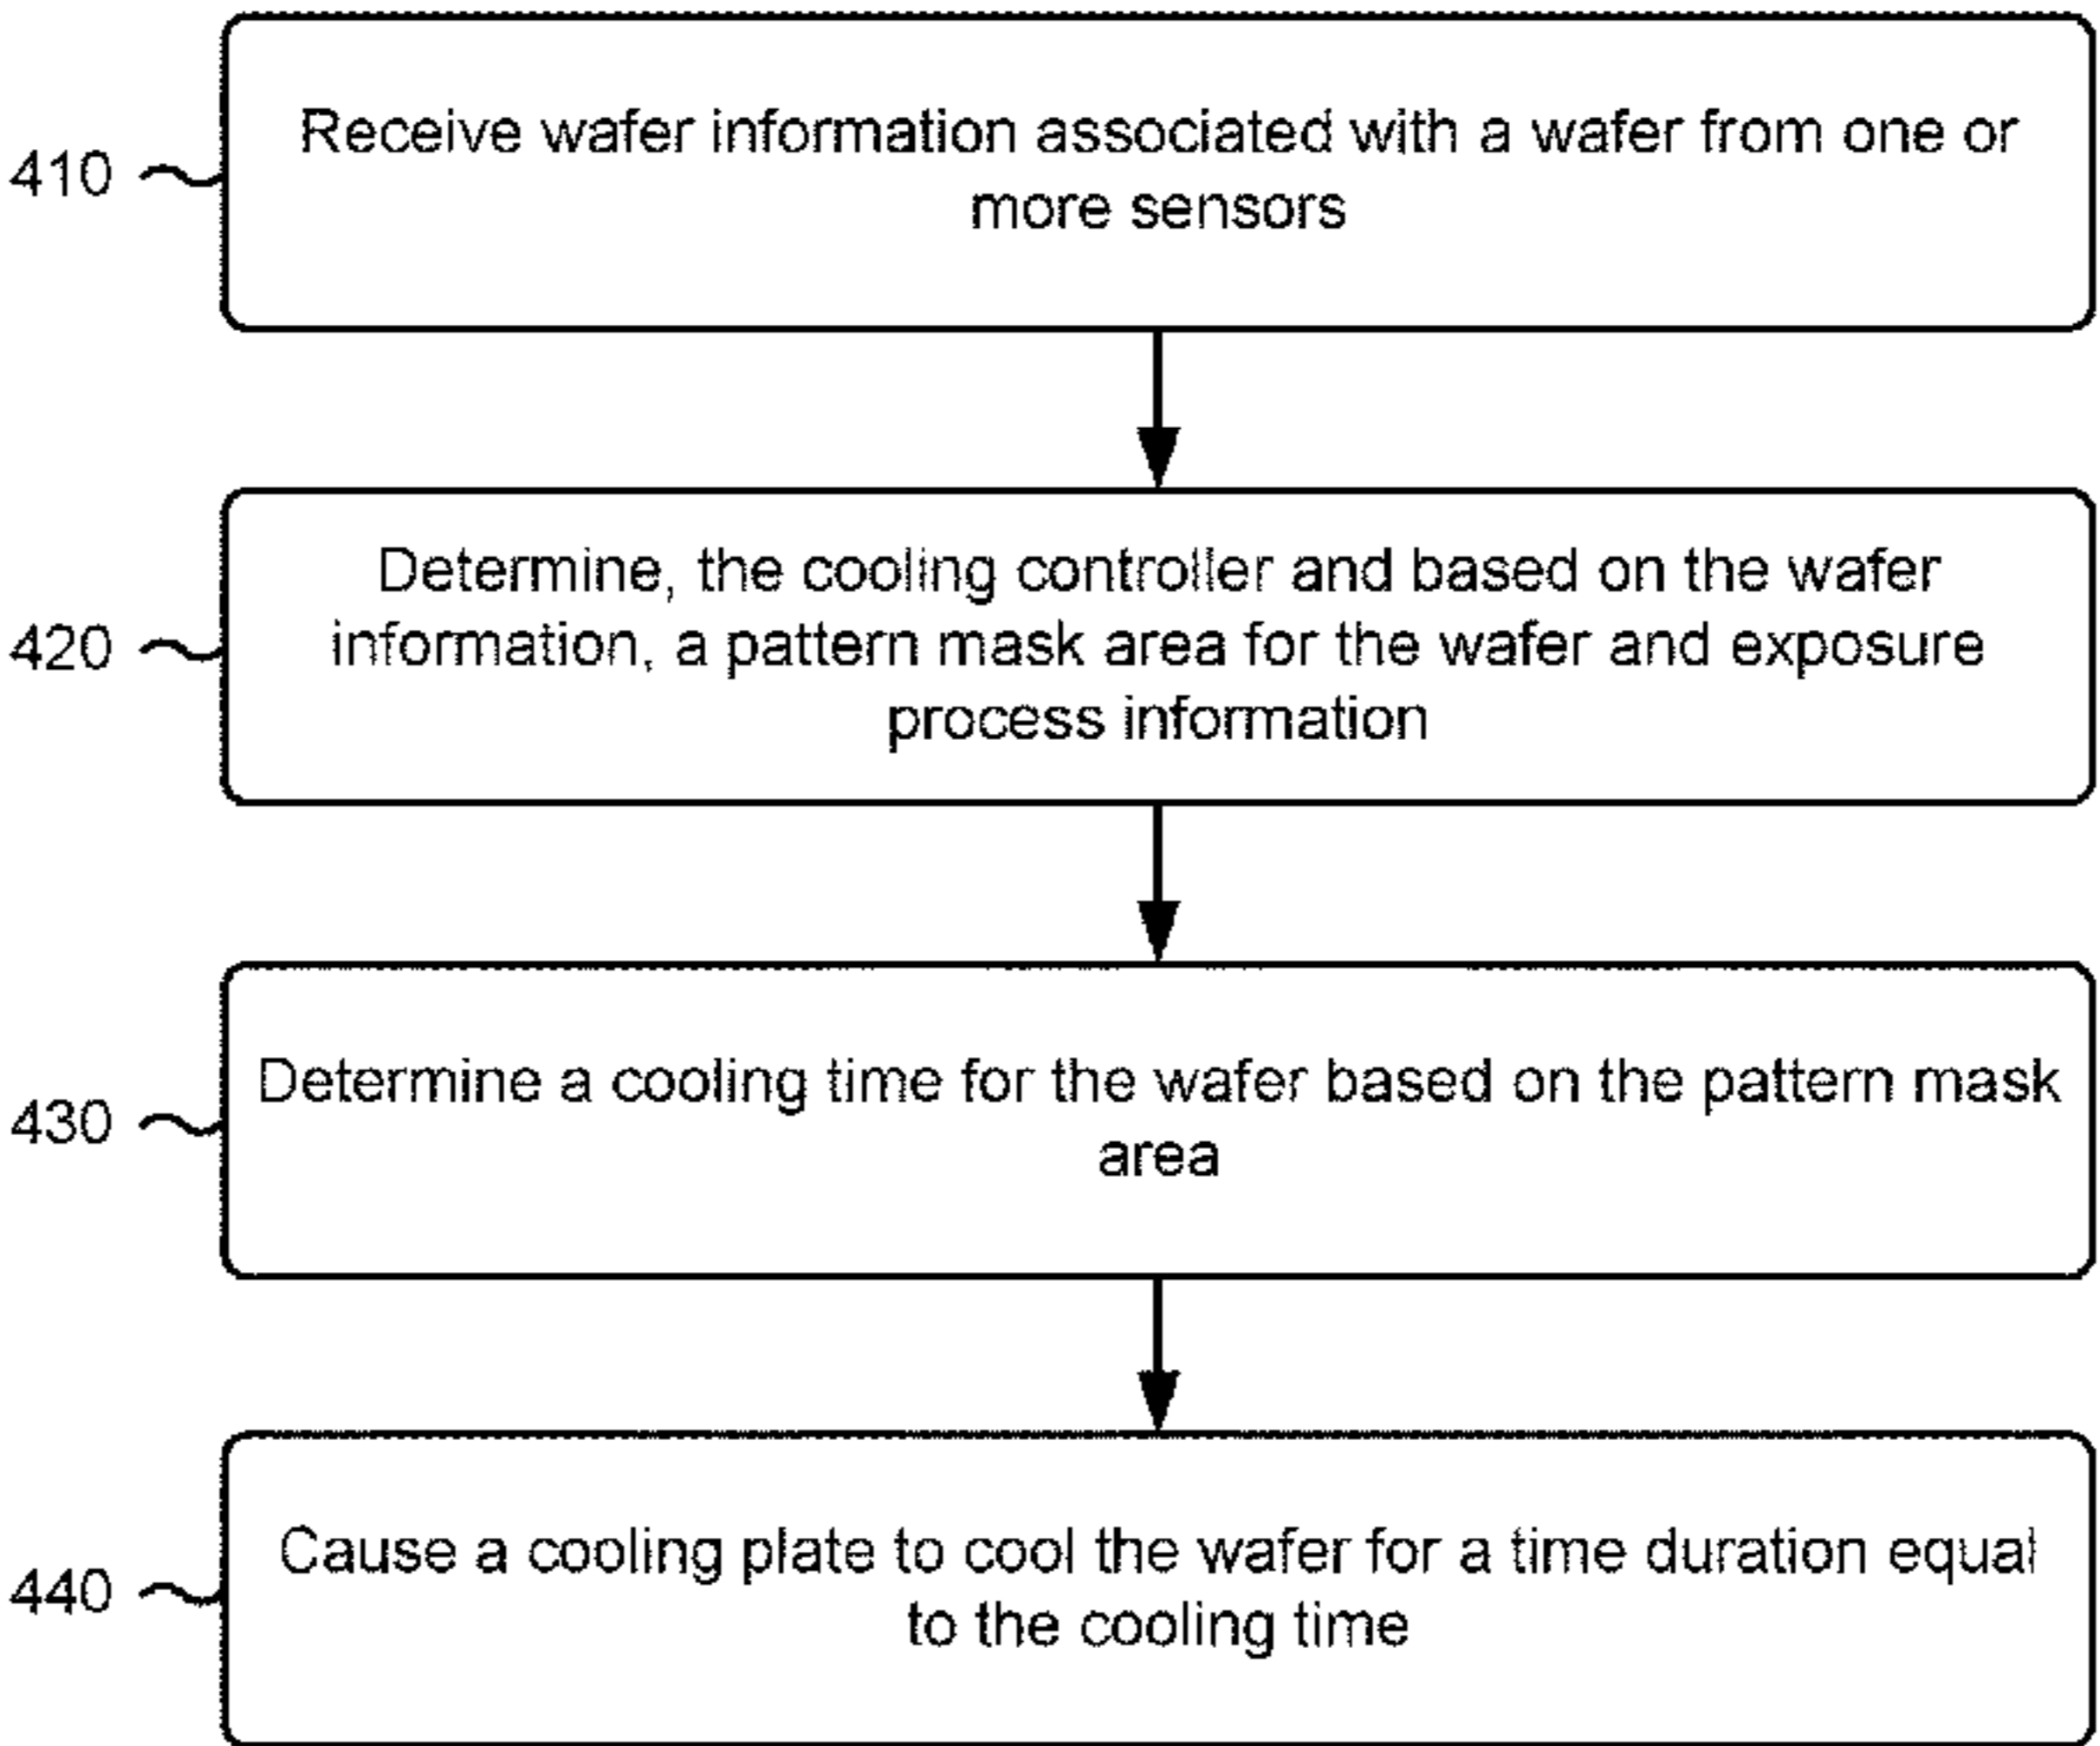 Receive wafer information associated with a wafer from one or
410
more sensors
Determine, the cooling controller and based on the wafer
420
information, a pattern mask area for the wafer and exposure
process information
Determine a cooling time for the wafer based on the pattern mask
430
area
Cause a cooling plate to cool the wafer for a time duration equal
440
to the cooling time